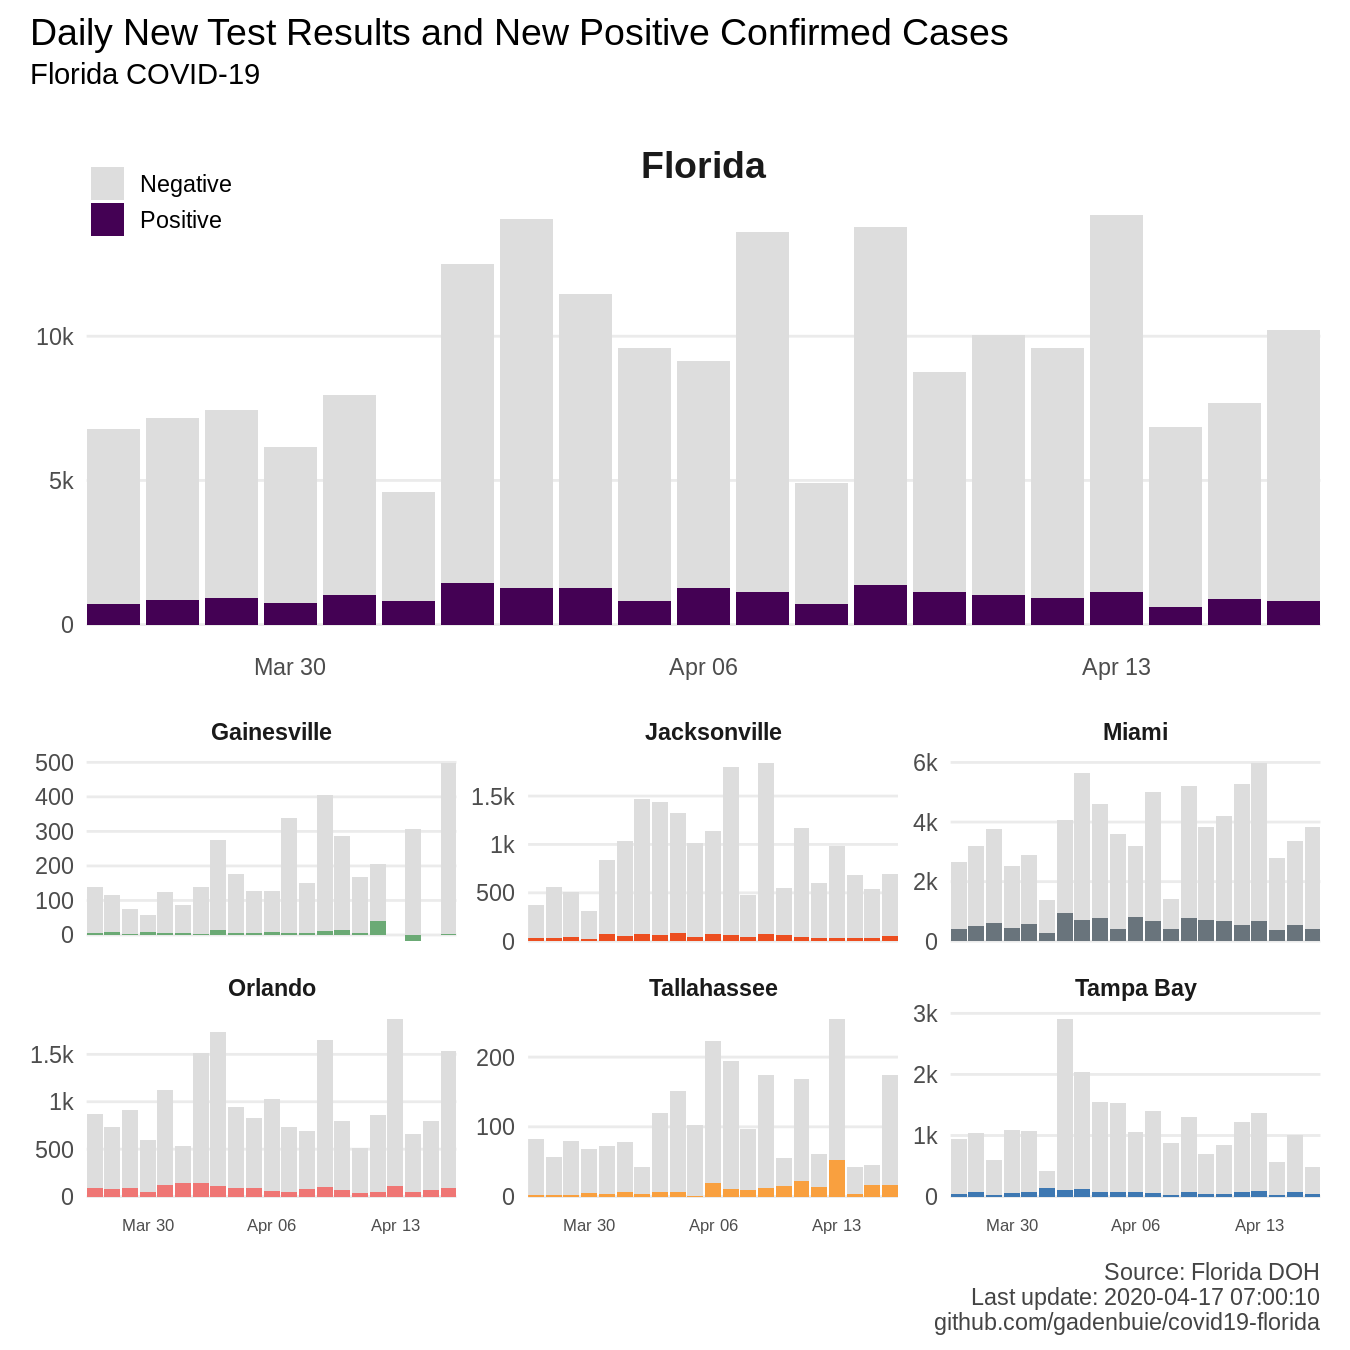 Daily New Test Results and New Positive Confirmed Cases
Florida COVID-19
Florida
Negative
Positive
10k
5k
0
Mar 30 Apr 06 Apr 13
Gainesville Jacksonville Miami
500
400
300
200
100
0
1.5k
1k
500
0
6k
4k
2k
0
Orlando Tallahassee Tampa Bay
1.5k
1k
500
0
200
100
0
3k
2k
1k
0
Mar 30 Apr 06 Apr 13 Mar 30 Apr 06 Apr 13 Mar 30 Apr 06 Apr 13
Source: Florida DOH
Last update: 2020-04-17 07:00:10
github.com/gadenbuie/covid19-florida